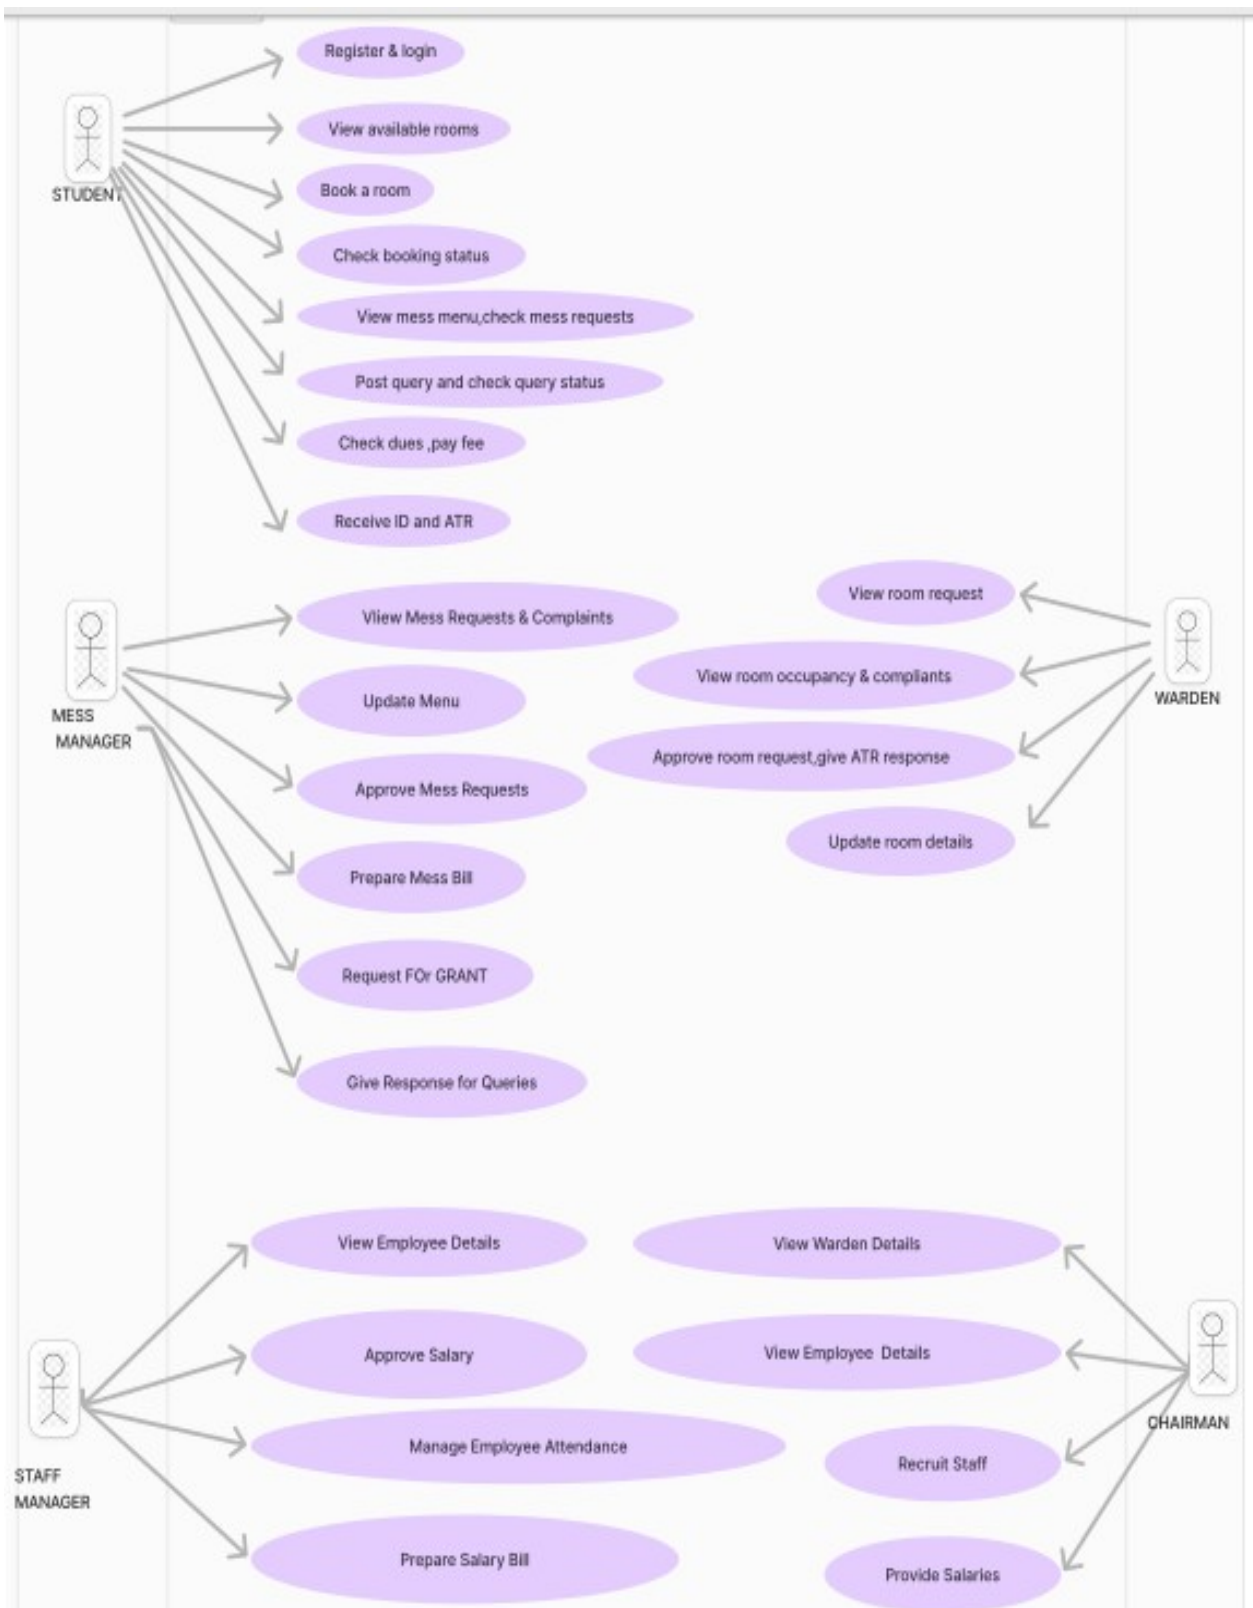 Register & login
View available rooms
Book a room
STUDENT
Check booking status
View mess menu,check mess requests
Post query and check query status
Check dues ,pay fee
Receive ID and ATR
VIiew Mess Requests & Complaints
Update Menu
MESS
MANAGER
Approve Mess Requests
Prepare Mess Bill
Request FOr GRANT
Give Response for Queries
View room request
View room occupancy & compliants
WARDEN
Approve room request,give ATR response
Update room details
View Employee Details
Approve Salary
Manage Employee Attendance
STAFF
MANAGER
Prepare Salary Bill
View Warden Details
View Employee  Details
CHAIRMAN
Recruit Staff
Provide Salaries